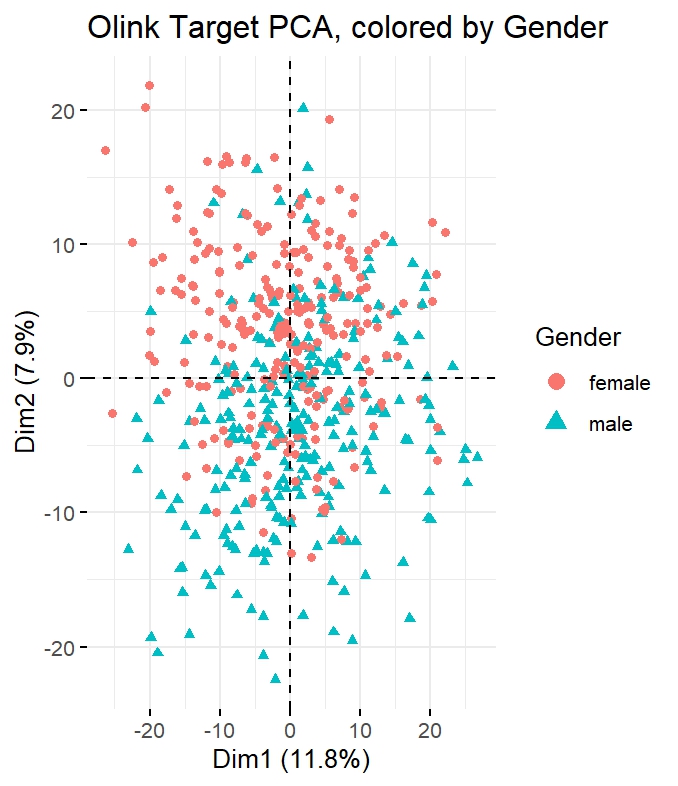 Olink Target PCA, colored by Gender
20
10
0
-10
-20
Dim2 (7.9%)
-20 -10 0 10 20
Dim1 (11.8%)
Gender
female
male